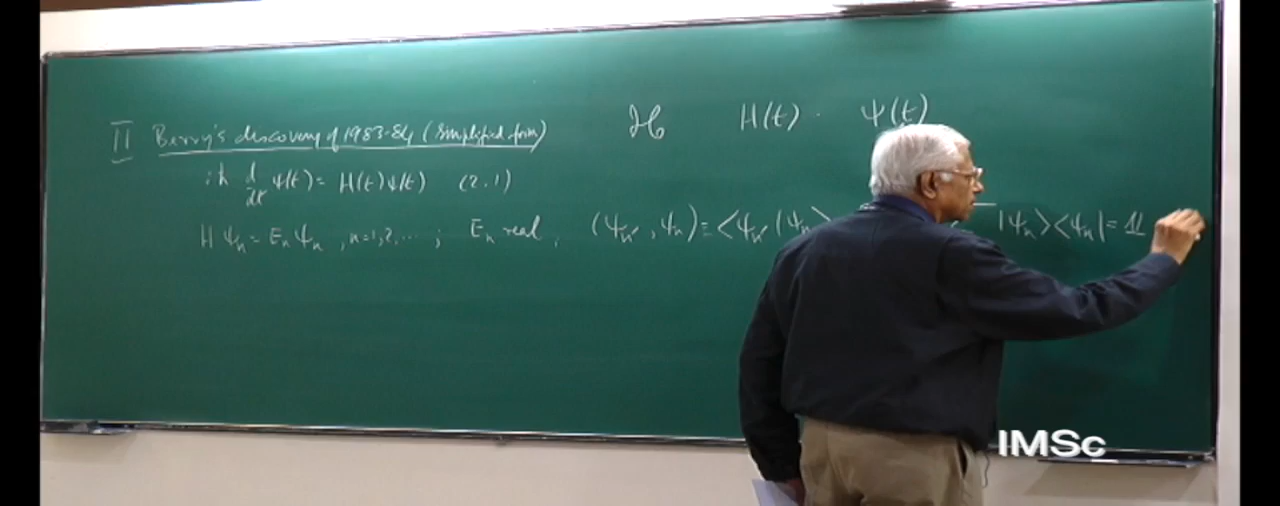 II Berry's discovery of 1983-84 (Simplified form) ℋ H(t) . Ψ(t)
iħ d/dt Ψ(t) = H(t) Ψ(t) (2.1)
H Ψn = En Ψn , n=1,2,... ; En real , (Ψn' , Ψn) ≡ <Ψn' | Ψn> |Ψn><Ψn| = 1
IMSc